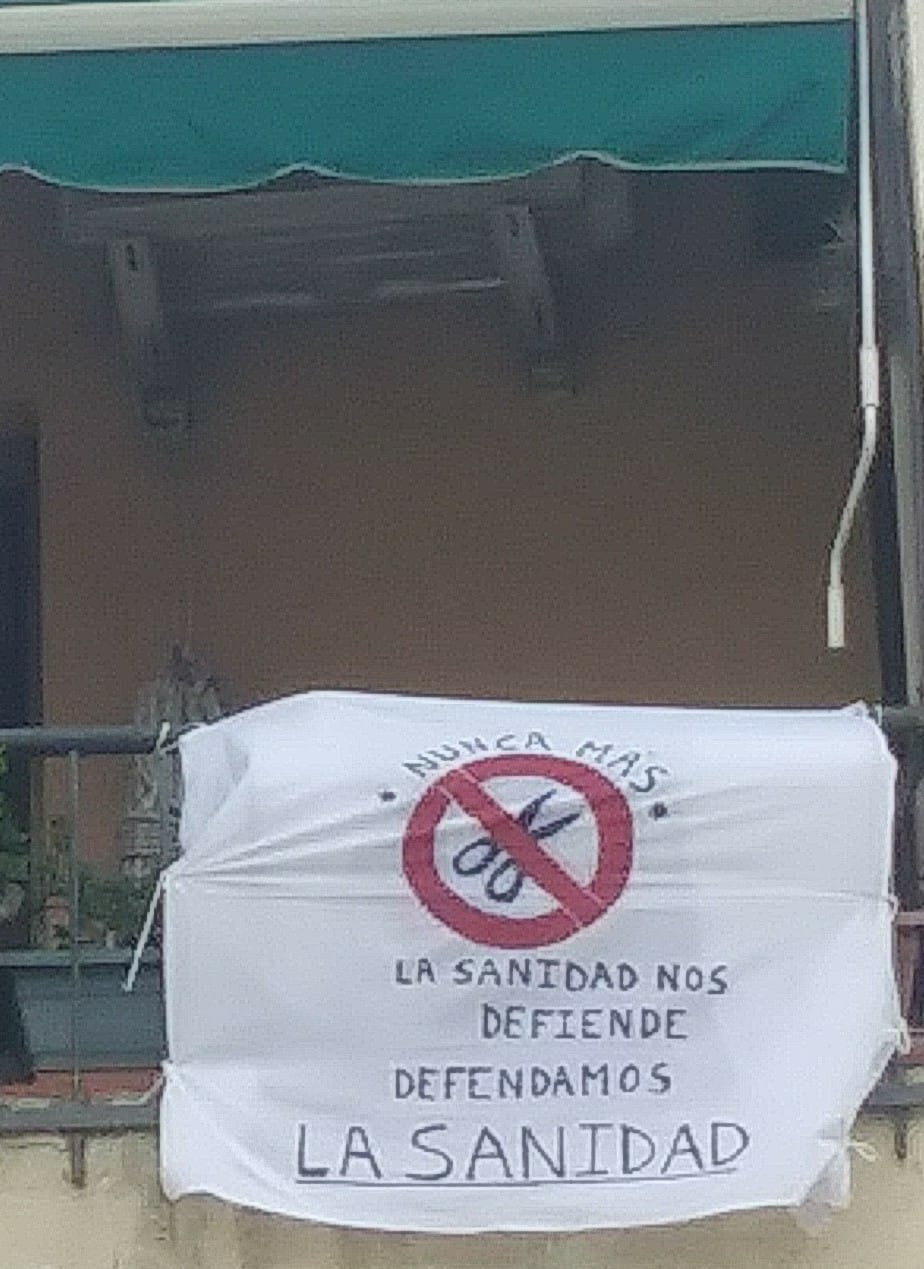 • NUNCA MÁS •
LA SANIDAD NOS
DEFIENDE
DEFENDAMOS
LA SANIDAD